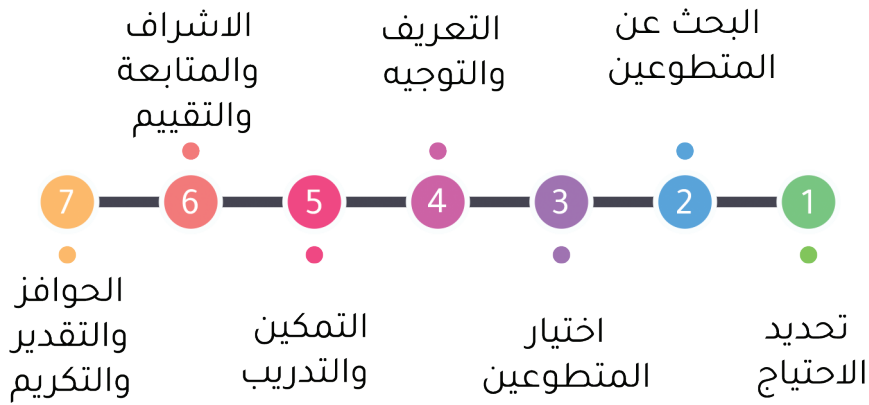 1
تحديد
الاحتياج
2
البحث عن
المتطوعين
3
اختيار
المتطوعين
4
التعريف
والتوجيه
5
التمكين
والتدريب
6
الاشراف
والمتابعة
والتقييم
7
الحوافز
والتقدير
والتكريم